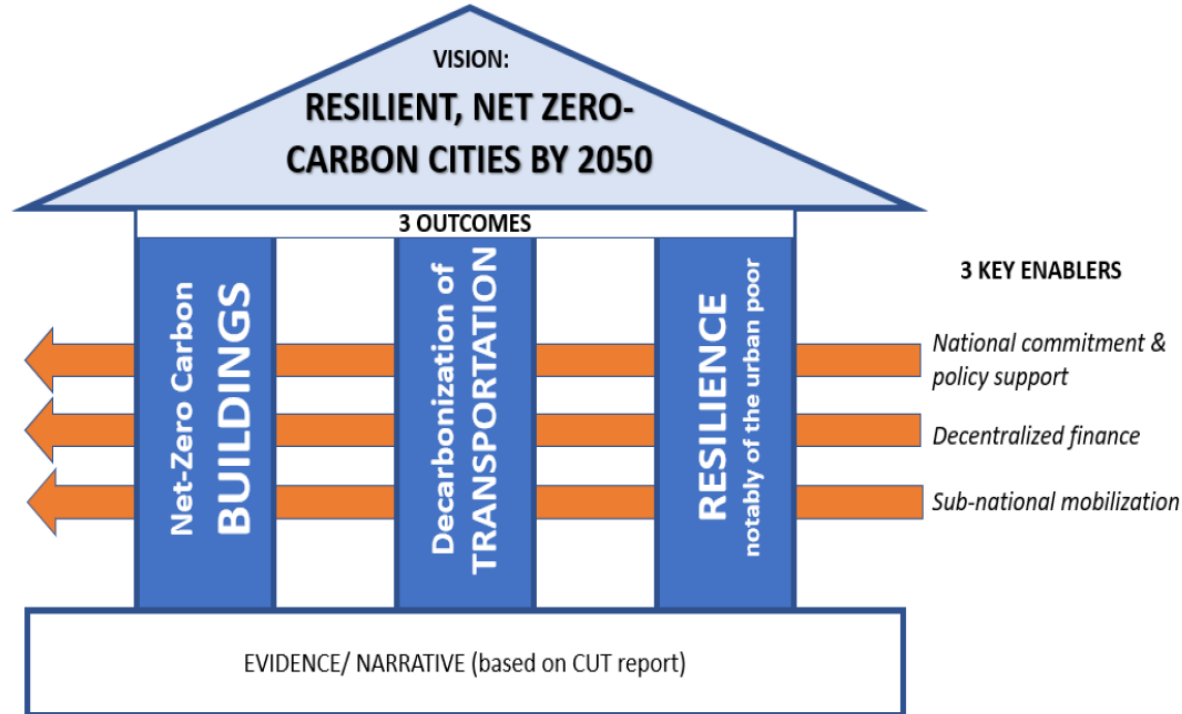 VISION:
RESILIENT, NET ZERO-
CARBON CITIES BY 2050
3 OUTCOMES
Net-Zero Carbon
BUILDINGS
Decarbonization of
TRANSPORTATION
RESILIENCE
notably of the urban poor
3 KEY ENABLERS
National commitment &
policy support
Decentralized finance
Sub-national mobilization
EVIDENCE/ NARRATIVE (based on CUT report)